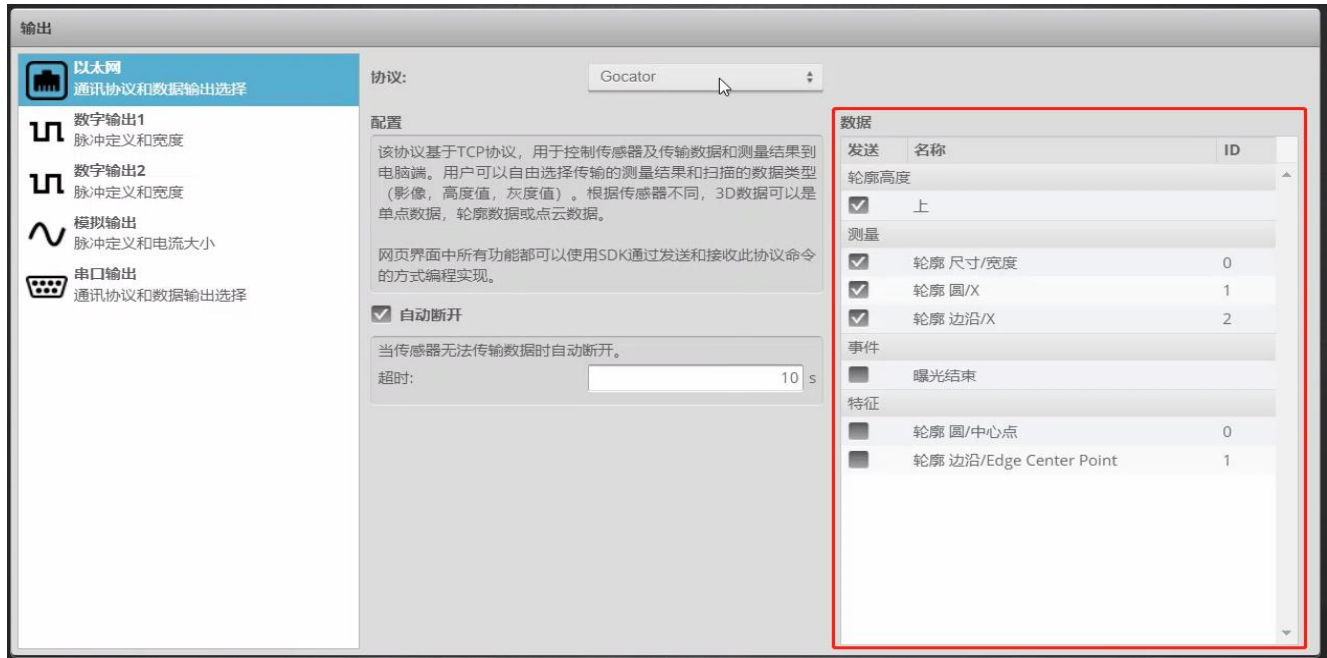 输出
以太网
通讯协议和数据输出选择
数字输出1
脉冲定义和宽度
数字输出2
脉冲定义和宽度
模拟输出
脉冲定义和电流大小
串口输出
通讯协议和数据输出选择
协议: Gocator
配置
该协议基于TCP协议，用于控制传感器及传输数据和测量结果到
电脑端。用户可以自由选择传输的测量结果和扫描的数据类型
（影像，高度值，灰度值）。根据传感器不同，3D数据可以是
单点数据，轮廓数据或点云数据。
网页界面中所有功能都可以使用SDK通过发送和接收此协议命令
的方式编程实现。
自动断开
当传感器无法传输数据时自动断开。
超时: 10 s
数据
发送 名称 ID
轮廓高度
上
测量
轮廓 尺寸/宽度 0
轮廓 圆/X 1
轮廓 边沿/X 2
事件
曝光结束
特征
轮廓 圆/中心点 0
轮廓 边沿/Edge Center Point 1